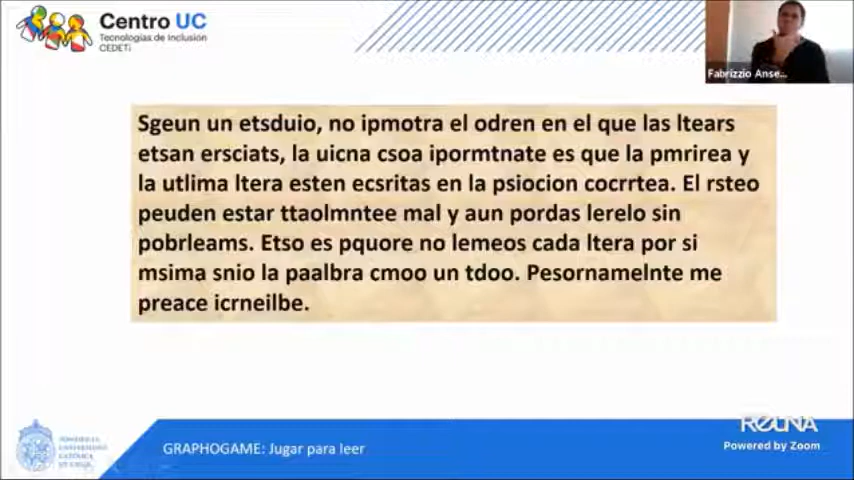 Centro UC
Tecnologías de Inclusión
CEDETi
Fabrizzio Anse...
Sgeun un etsduio, no ipmotra el odren en el que las ltears
etsan ersciats, la uicna csoa ipormtnate es que la pmrirea y
la utlima ltera esten ecsritas en la psiocion cocrrtea. El rsteo
peuden estar ttaolmntee mal y aun pordas lerelo sin
pobrleams. Etso es pquore no lemeos cada ltera por si
msima snio la paalbra cmoo un tdoo. Pesornamelnte me
preace icrneilbe.
GRAPHOGAME: Jugar para leer
REUNA
Powered by Zoom